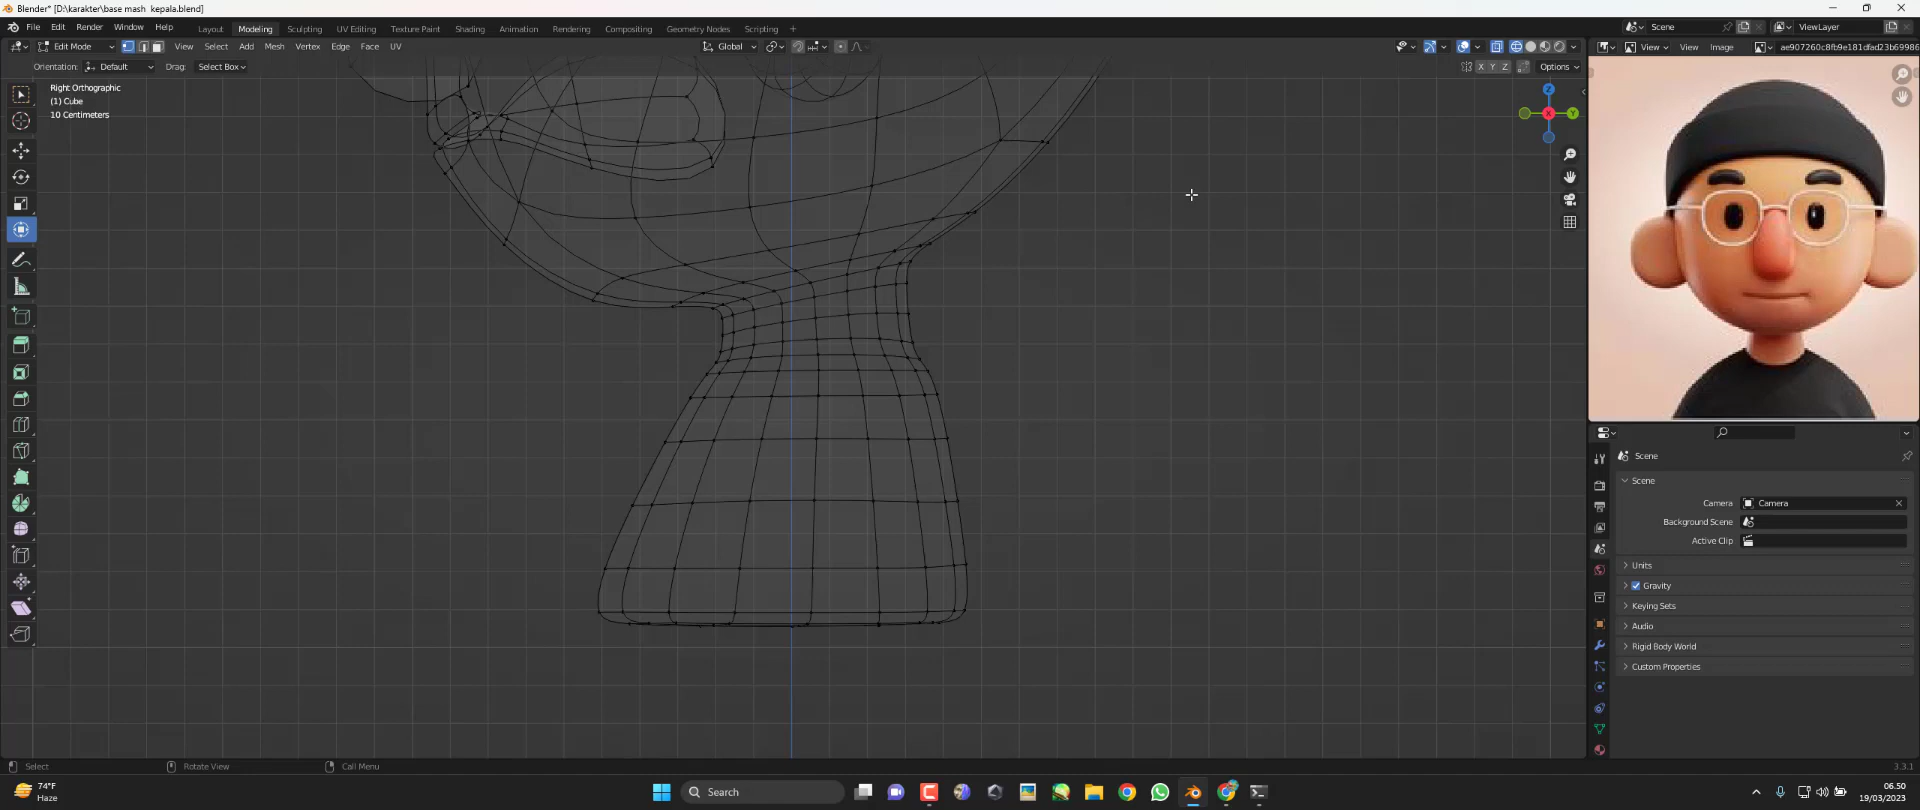 Blender* [D:\karakter\base mash kepala.blend]
File Edit Render Window Help Layout Modeling Sculpting UV Editing Texture Paint Shading Animation Rendering Compositing Geometry Nodes Scripting +
Scene ViewLayer
Edit Mode View Select Add Mesh Vertex Edge Face UV Global
View View Image ae907260c8fb9e181dfad23b69986
Orientation: Default Drag: Select Box X Y Z Options
Right Orthographic
(1) Cube
10 Centimeters
Z
X
Y
Scene
Scene
Camera Camera
Background Scene
Active Clip
Units
Gravity
Keying Sets
Audio
Rigid Body World
Custom Properties
Select Rotate View Call Menu 3.3.1
74°F
Haze
Search
06.50
19/03/2023